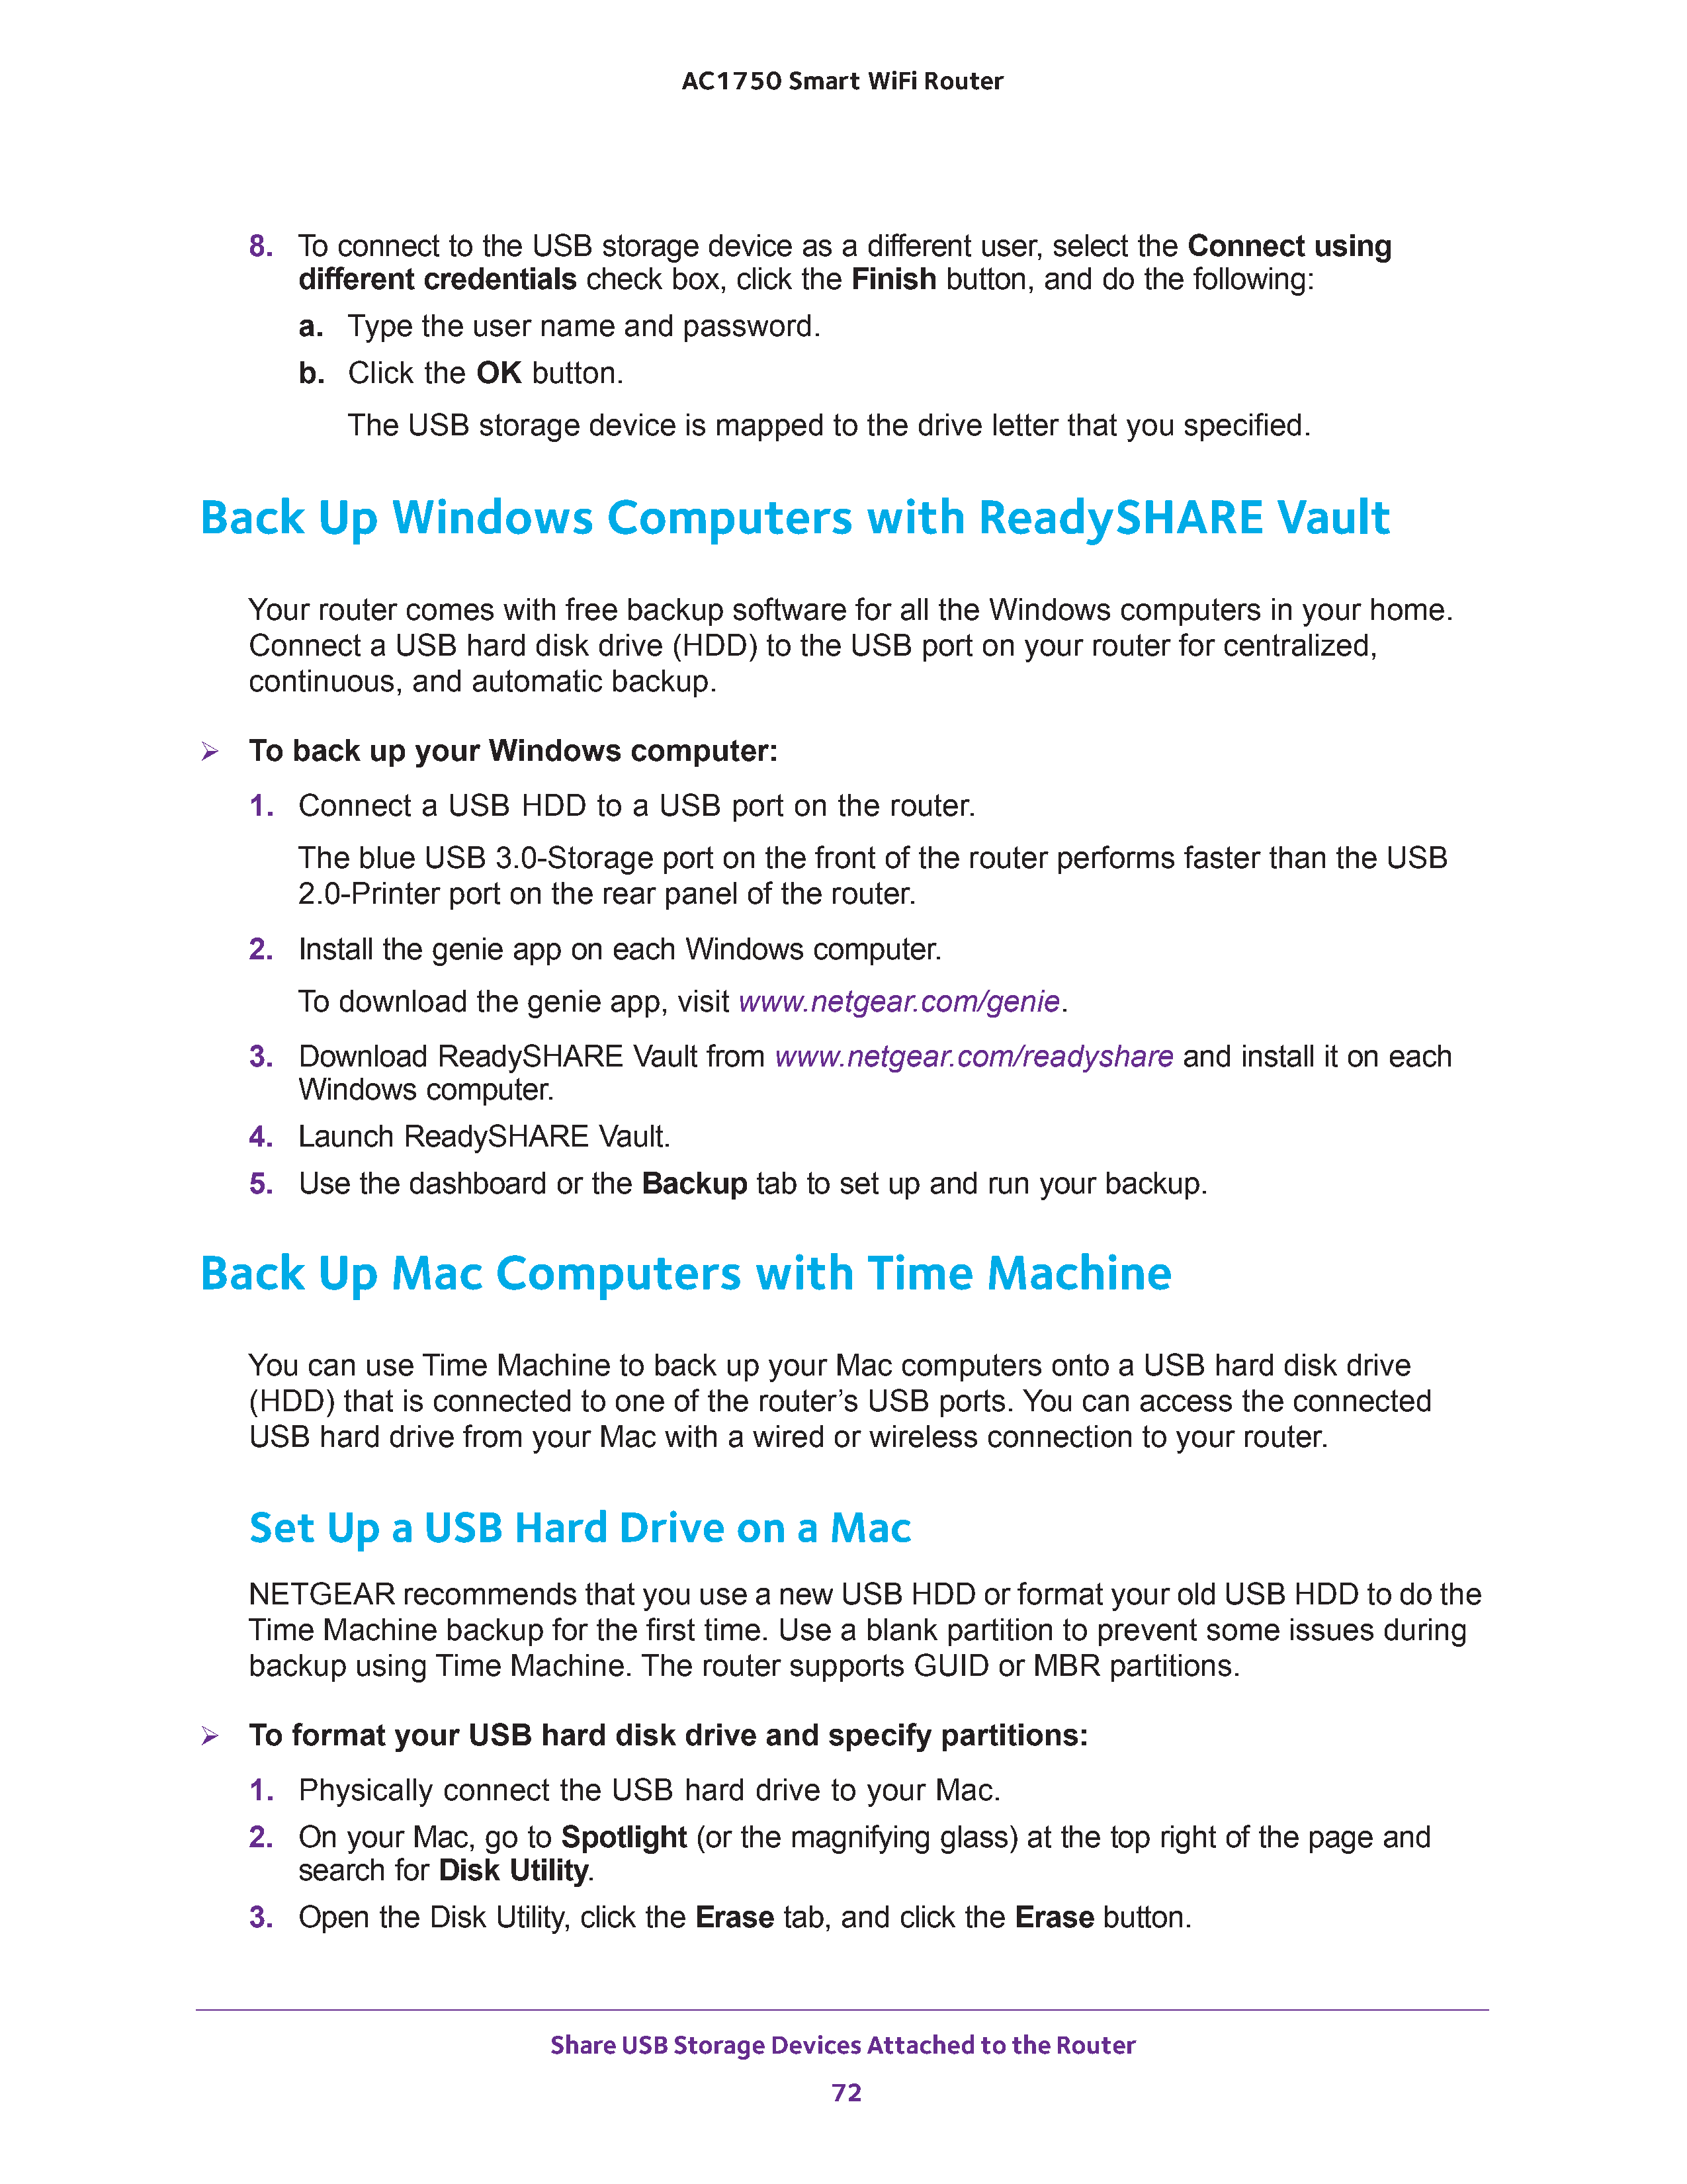 AC1750 Smart WiFi Router
8. To connect to the USB storage device as a different user, select the Connect using
different credentials check box, click the Finish button, and do the following:
a. Type the user name and password.
b. Click the OK button.
The USB storage device is mapped to the drive letter that you specified.
Back Up Windows Computers with ReadySHARE Vault
Your router comes with free backup software for all the Windows computers in your home.
Connect a USB hard disk drive (HDD) to the USB port on your router for centralized,
continuous, and automatic backup.
➢ To back up your Windows computer:
1. Connect a USB HDD to a USB port on the router.
The blue USB 3.0-Storage port on the front of the router performs faster than the USB
2.0-Printer port on the rear panel of the router.
2. Install the genie app on each Windows computer.
To download the genie app, visit www.netgear.com/genie.
3. Download ReadySHARE Vault from www.netgear.com/readyshare and install it on each
Windows computer.
4. Launch ReadySHARE Vault.
5. Use the dashboard or the Backup tab to set up and run your backup.
Back Up Mac Computers with Time Machine
You can use Time Machine to back up your Mac computers onto a USB hard disk drive
(HDD) that is connected to one of the router’s USB ports. You can access the connected
USB hard drive from your Mac with a wired or wireless connection to your router.
Set Up a USB Hard Drive on a Mac
NETGEAR recommends that you use a new USB HDD or format your old USB HDD to do the
Time Machine backup for the first time. Use a blank partition to prevent some issues during
backup using Time Machine. The router supports GUID or MBR partitions.
➢ To format your USB hard disk drive and specify partitions:
1. Physically connect the USB hard drive to your Mac.
2. On your Mac, go to Spotlight (or the magnifying glass) at the top right of the page and
search for Disk Utility.
3. Open the Disk Utility, click the Erase tab, and click the Erase button.
Share USB Storage Devices Attached to the Router
72